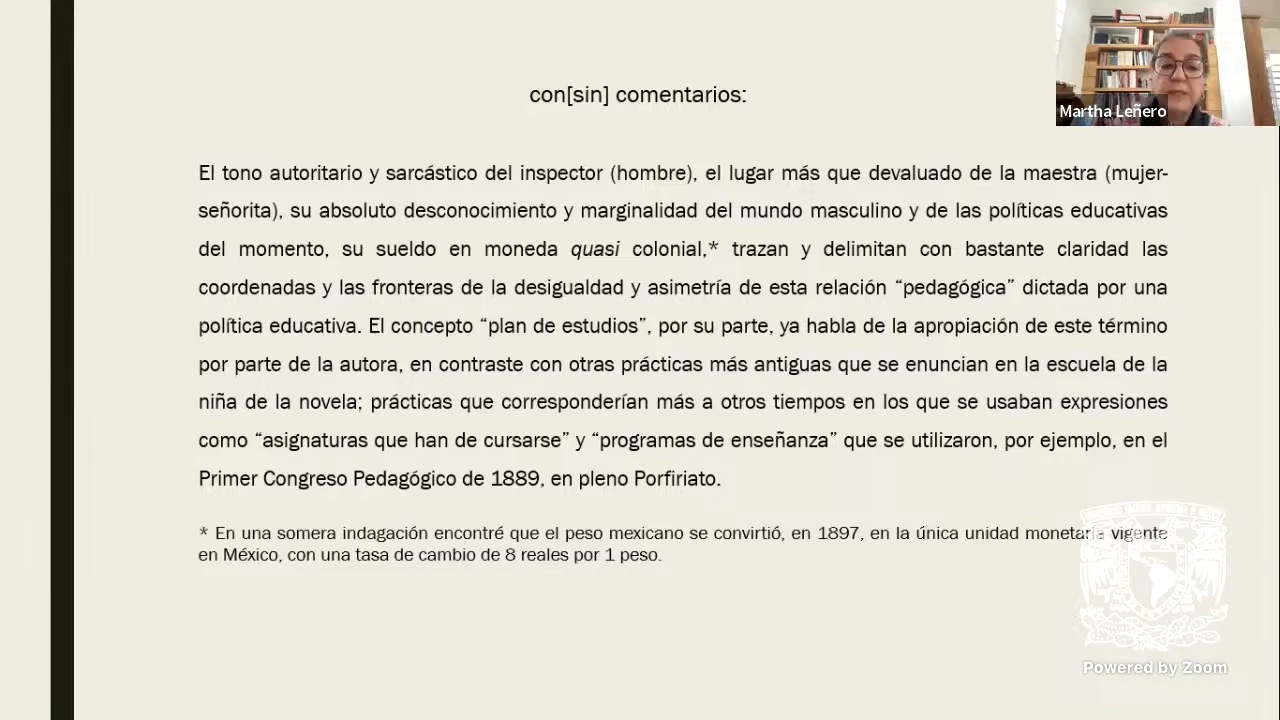 con[sin] comentarios:
Martha Leñero
El tono autoritario y sarcástico del inspector (hombre), el lugar más que devaluado de la maestra (mujer-
señorita), su absoluto desconocimiento y marginalidad del mundo masculino y de las políticas educativas
del momento, su sueldo en moneda quasi colonial,* trazan y delimitan con bastante claridad las
coordenadas y las fronteras de la desigualdad y asimetría de esta relación “pedagógica” dictada por una
política educativa. El concepto “plan de estudios”, por su parte, ya habla de la apropiación de este término
por parte de la autora, en contraste con otras prácticas más antiguas que se enuncian en la escuela de la
niña de la novela; prácticas que corresponderían más a otros tiempos en los que se usaban expresiones
como “asignaturas que han de cursarse” y “programas de enseñanza” que se utilizaron, por ejemplo, en el
Primer Congreso Pedagógico de 1889, en pleno Porfiriato.
* En una somera indagación encontré que el peso mexicano se convirtió, en 1897, en la única unidad monetaria vigente
en México, con una tasa de cambio de 8 reales por 1 peso.
Powered by Zoom